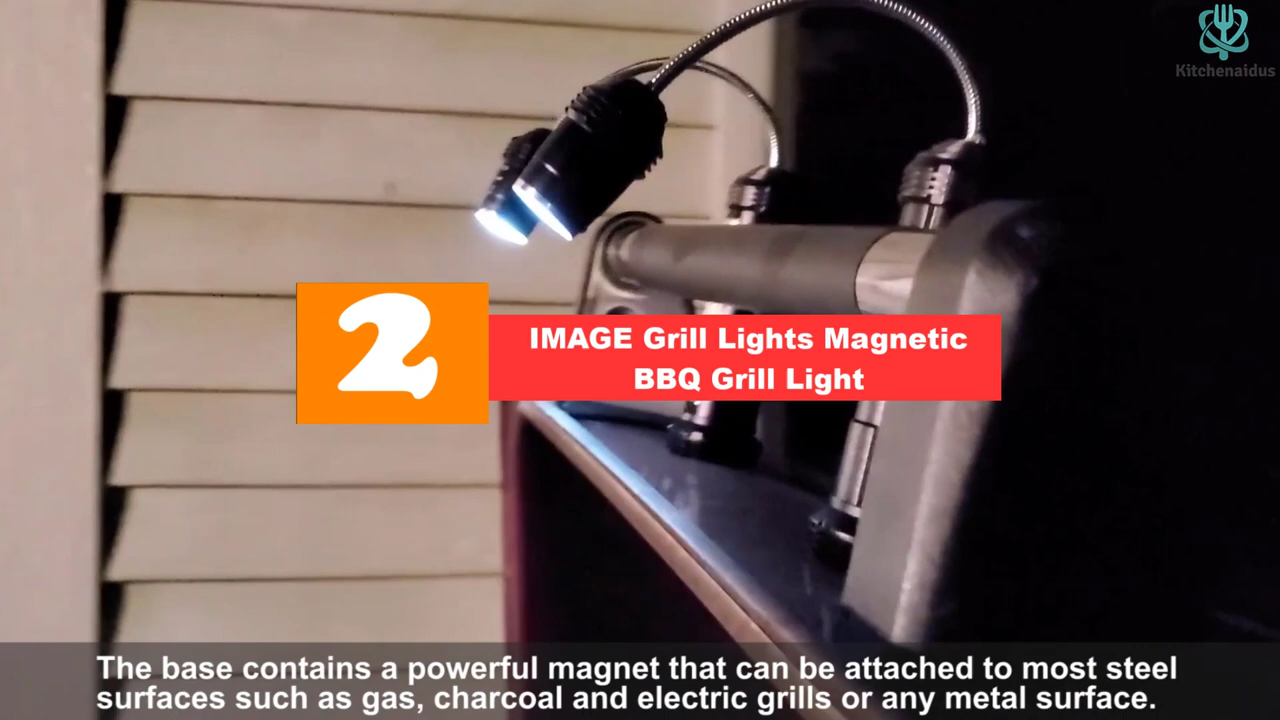 Kitchenaidus
2
IMAGE Grill Lights Magnetic
BBQ Grill Light
The base contains a powerful magnet that can be attached to most steel
surfaces such as gas, charcoal and electric grills or any metal surface.